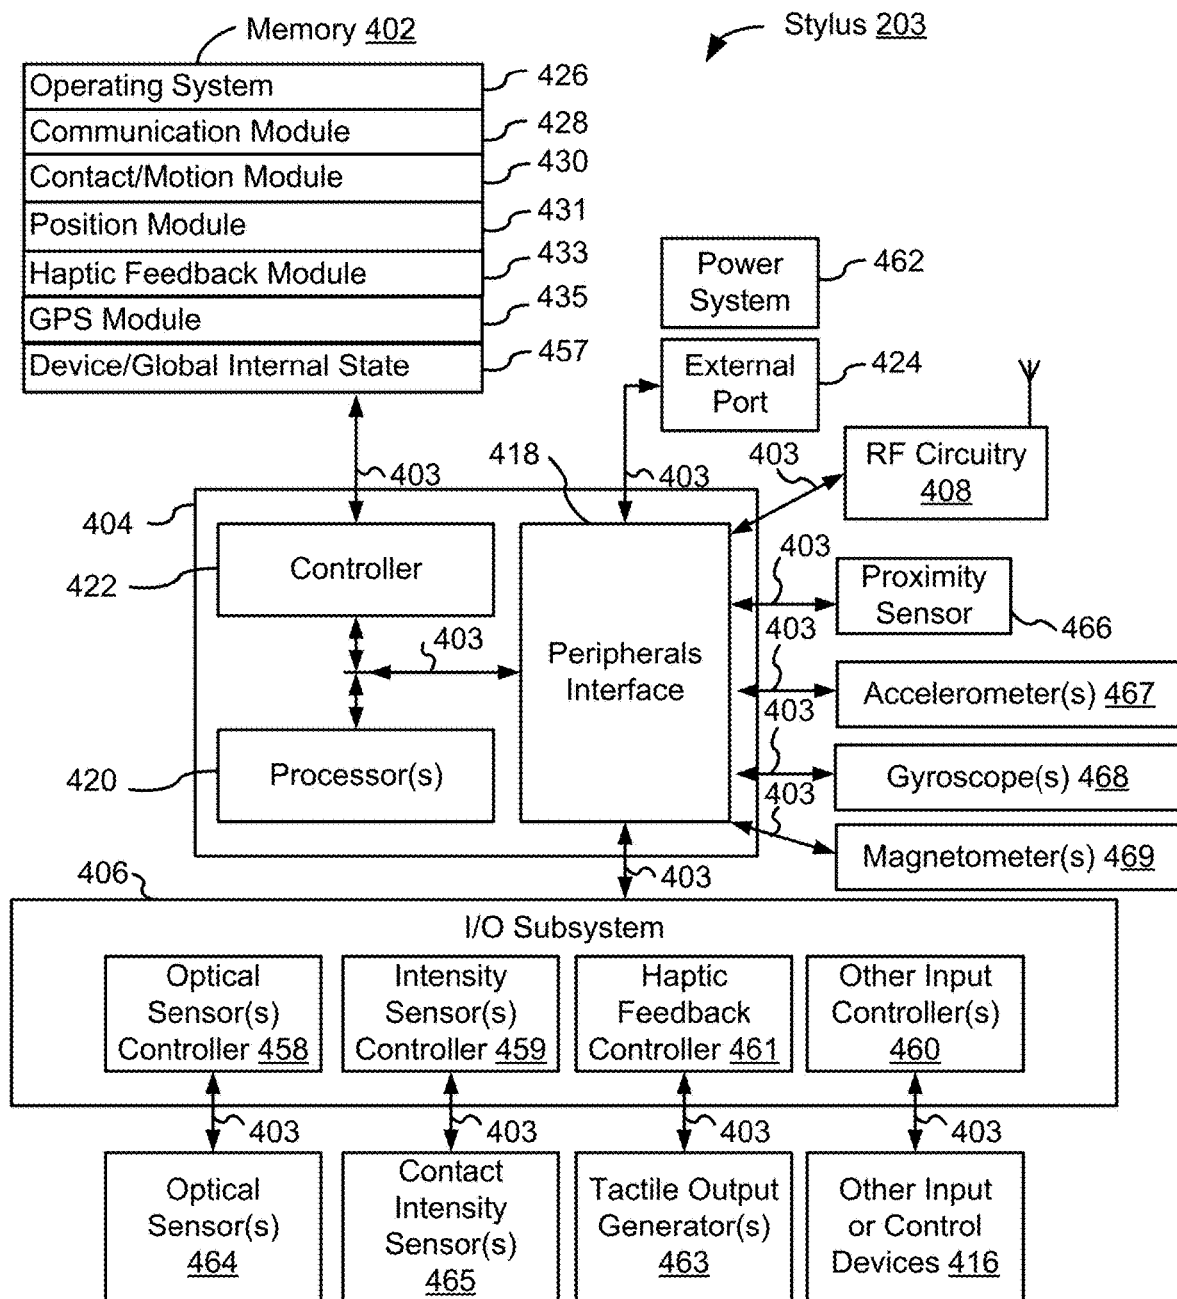 Memory 402
Stylus 203
Operating System 426
Communication Module 428
Contact/Motion Module 430
Position Module 431
Haptic Feedback Module 433
GPS Module 435
Device/Global Internal State 457
Power
System
462
External
Port
424
403
418
403
403
RF Circuitry
408
404
Controller
422
403
Proximity
Sensor
466
403
Peripherals
Interface
403
Accelerometer(s) 467
403
Processor(s)
420
Gyroscope(s) 468
403
Magnetometer(s) 469
403
406
I/O Subsystem
Optical
Sensor(s)
Controller 458
Intensity
Sensor(s)
Controller 459
Haptic
Feedback
Controller 461
Other Input
Controller(s)
460
403
403
403
403
Optical
Sensor(s)
464
Contact
Intensity
Sensor(s)
465
Tactile Output
Generator(s)
463
Other Input
or Control
Devices 416